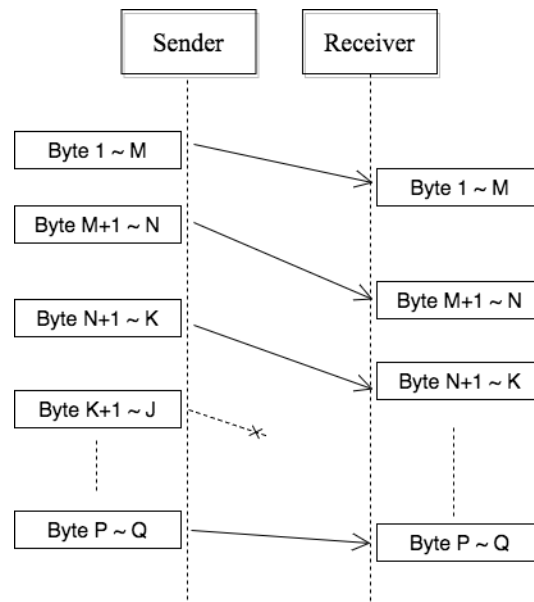 Sender
Receiver
Byte 1 ~ M
Byte 1 ~ M
Byte M+1 ~ N
Byte M+1 ~ N
Byte N+1 ~ K
Byte N+1 ~ K
Byte K+1 ~ J
Byte P ~ Q
Byte P ~ Q